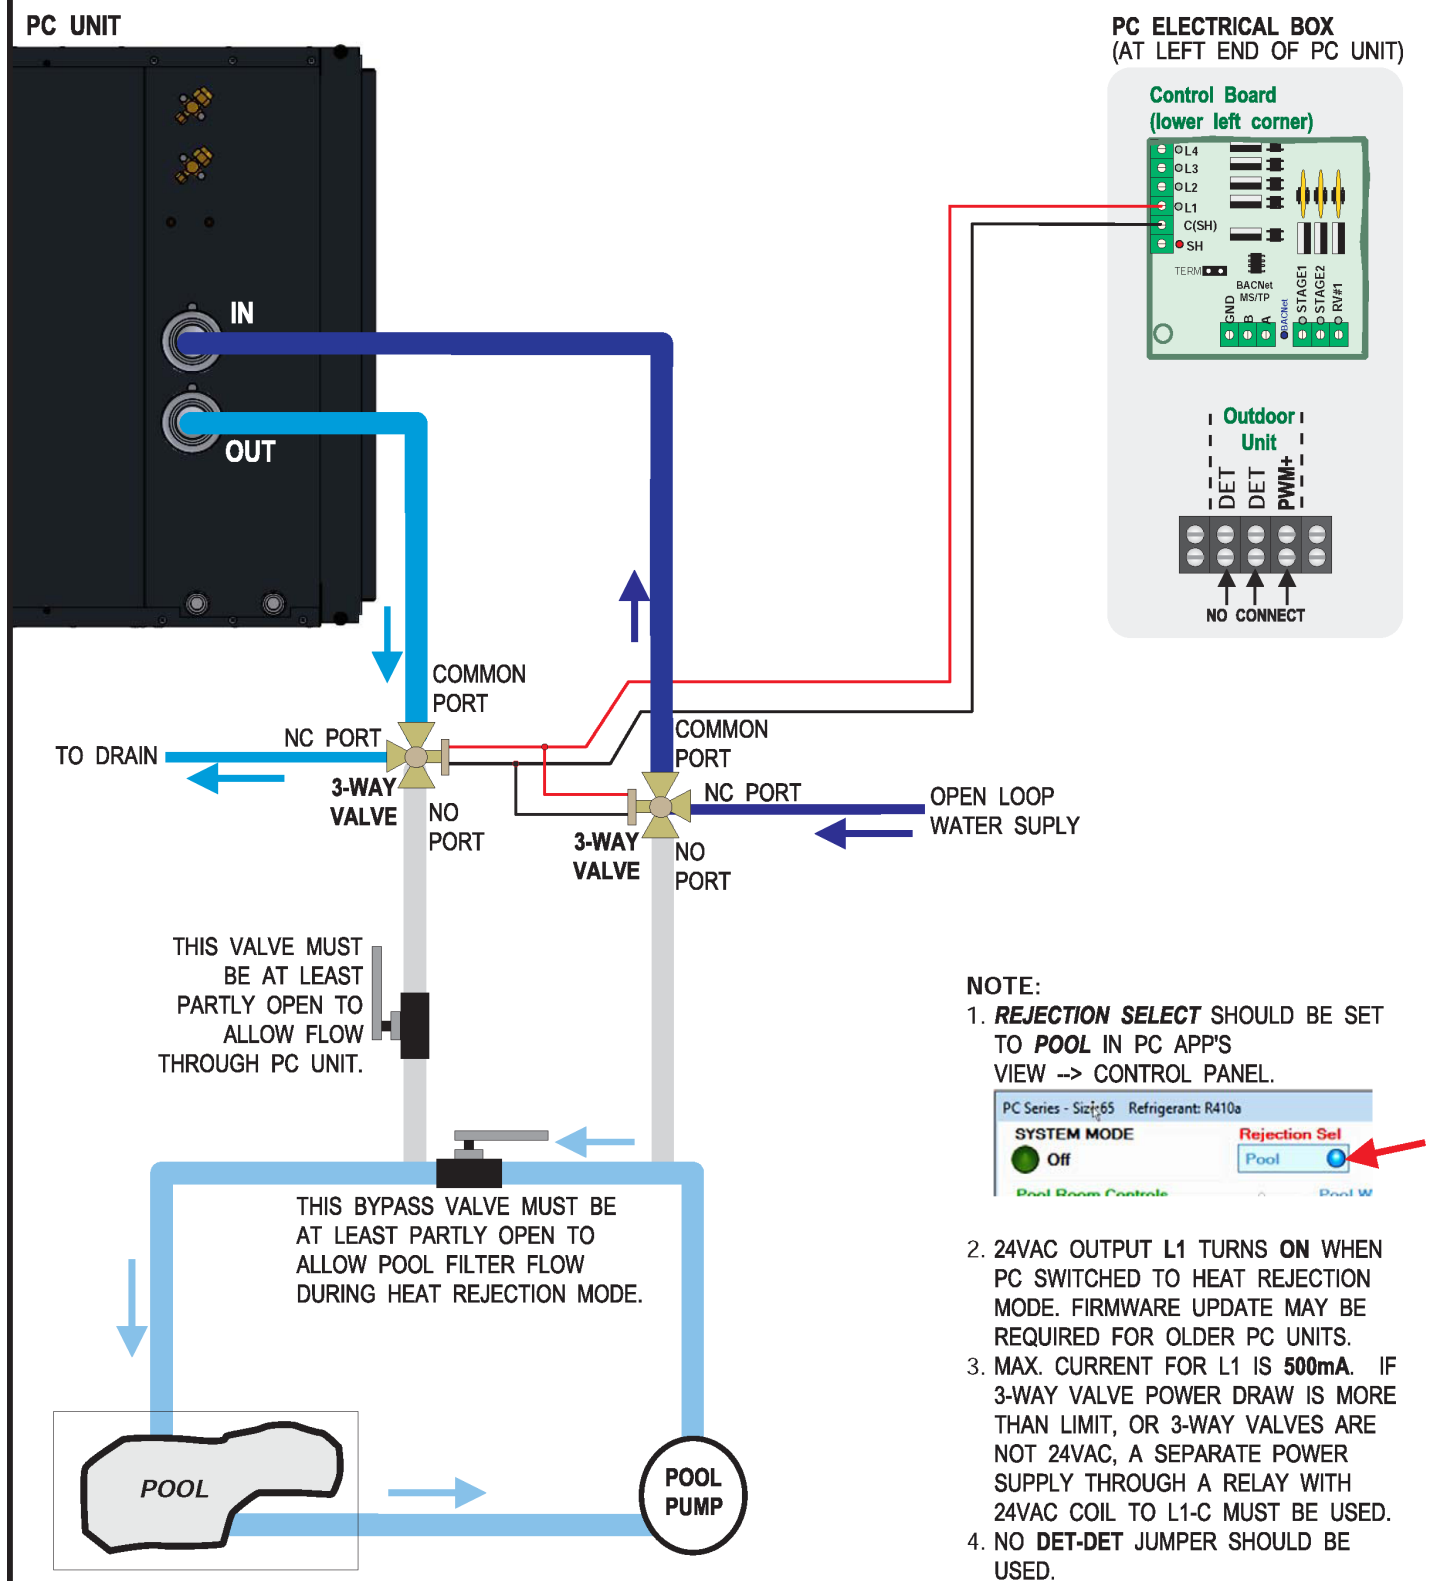 PC UNIT
IN
OUT
PC ELECTRICAL BOX
(AT LEFT END OF PC UNIT)
Control Board
(lower left corner)
L4
L3
L2
L1
C(SH)
SH
TERM
BACNet
MS/TP
GND
B
A
BACNet
STAGE1
STAGE2
RV#1
Outdoor
Unit
DET
DET
PWM+
NO CONNECT
COMMON
PORT
NC PORT
TO DRAIN
3-WAY
VALVE
NO
PORT
COMMON
PORT
NC PORT
OPEN LOOP
WATER SUPLY
3-WAY
VALVE
NO
PORT
THIS VALVE MUST
BE AT LEAST
PARTLY OPEN TO
ALLOW FLOW
THROUGH PC UNIT.
THIS BYPASS VALVE MUST BE
AT LEAST PARTLY OPEN TO
ALLOW POOL FILTER FLOW
DURING HEAT REJECTION MODE.
POOL
POOL
PUMP
NOTE:
1. REJECTION SELECT SHOULD BE SET
TO POOL IN PC APP'S
VIEW --> CONTROL PANEL.
PC Series - Size65 Refrigerant: R410a
SYSTEM MODE
Off
Rejection Sel
Pool
Pool Room Controls
Pool W
2. 24VAC OUTPUT L1 TURNS ON WHEN
PC SWITCHED TO HEAT REJECTION
MODE. FIRMWARE UPDATE MAY BE
REQUIRED FOR OLDER PC UNITS.
3. MAX. CURRENT FOR L1 IS 500mA. IF
3-WAY VALVE POWER DRAW IS MORE
THAN LIMIT, OR 3-WAY VALVES ARE
NOT 24VAC, A SEPARATE POWER
SUPPLY THROUGH A RELAY WITH
24VAC COIL TO L1-C MUST BE USED.
4. NO DET-DET JUMPER SHOULD BE
USED.